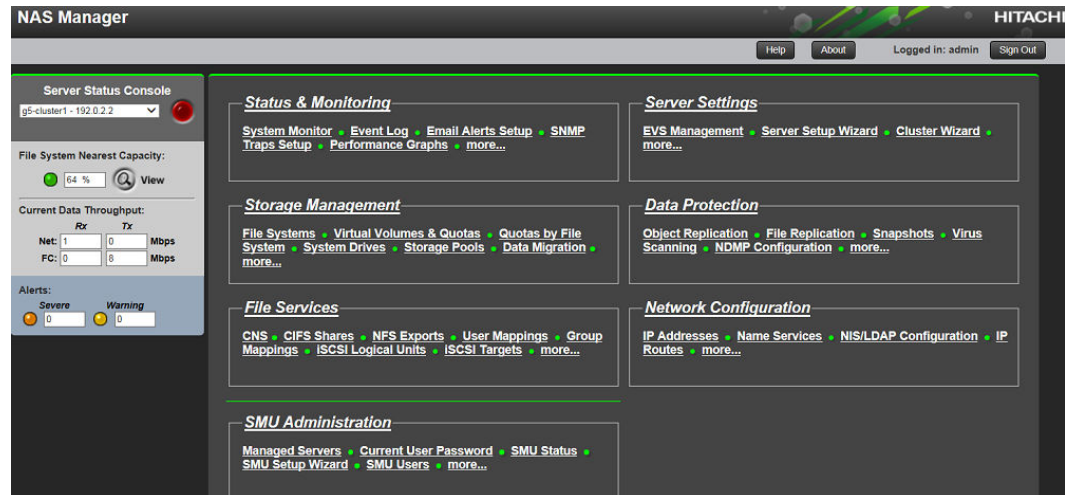 NAS Manager
HITACHI
Help
About
Logged in: admin
Sign Out
Server Status Console
g5-cluster1 - 192.0.2.2
File System Nearest Capacity:
64 %
View
Current Data Throughput:
Rx Tx
Net: 1 0 Mbps
FC: 0 8 Mbps
Alerts:
Severe Warning
0 0
Status & Monitoring
System Monitor Event Log Email Alerts Setup SNMP
Traps Setup Performance Graphs more...
Server Settings
EVS Management Server Setup Wizard Cluster Wizard
more...
Storage Management
File Systems Virtual Volumes & Quotas Quotas by File
System System Drives Storage Pools Data Migration
more...
Data Protection
Object Replication File Replication Snapshots Virus
Scanning NDMP Configuration more...
File Services
CNS CIFS Shares NFS Exports User Mappings Group
Mappings iSCSI Logical Units iSCSI Targets more...
Network Configuration
IP Addresses Name Services NIS/LDAP Configuration IP
Routes more...
SMU Administration
Managed Servers Current User Password SMU Status
SMU Setup Wizard SMU Users more...